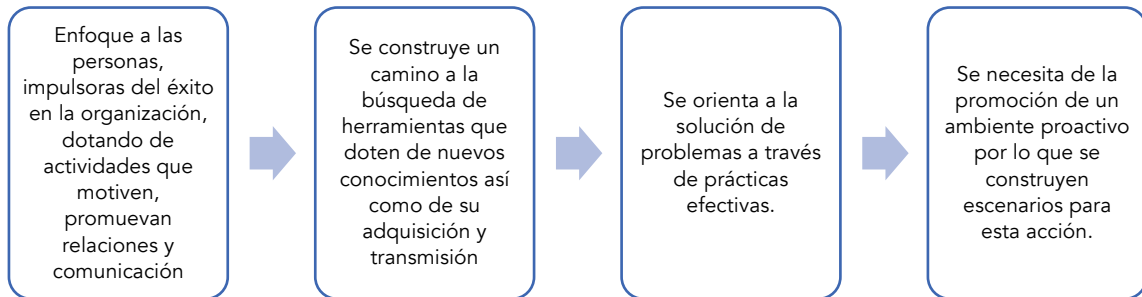 Enfoque a las
personas,
impulsoras del éxito
en la organización,
dotando de
actividades que
motiven,
promuevan
relaciones y
comunicación
Se construye un
camino a la
búsqueda de
herramientas que
doten de nuevos
conocimientos así
como de su
adquisición y
transmisión
Se orienta a la
solución de
problemas a través
de prácticas
efectivas.
Se necesita de la
promoción de un
ambiente proactivo
por lo que se
construyen
escenarios para
esta acción.